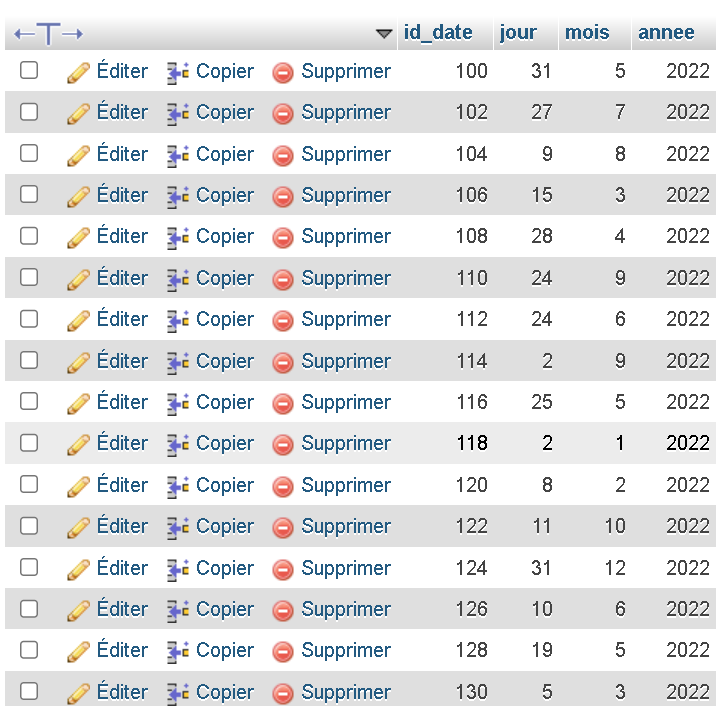 id_date jour mois annee
Éditer Copier Supprimer 100 31 5 2022
Éditer Copier Supprimer 102 27 7 2022
Éditer Copier Supprimer 104 9 8 2022
Éditer Copier Supprimer 106 15 3 2022
Éditer Copier Supprimer 108 28 4 2022
Éditer Copier Supprimer 110 24 9 2022
Éditer Copier Supprimer 112 24 6 2022
Éditer Copier Supprimer 114 2 9 2022
Éditer Copier Supprimer 116 25 5 2022
Éditer Copier Supprimer 118 2 1 2022
Éditer Copier Supprimer 120 8 2 2022
Éditer Copier Supprimer 122 11 10 2022
Éditer Copier Supprimer 124 31 12 2022
Éditer Copier Supprimer 126 10 6 2022
Éditer Copier Supprimer 128 19 5 2022
Éditer Copier Supprimer 130 5 3 2022